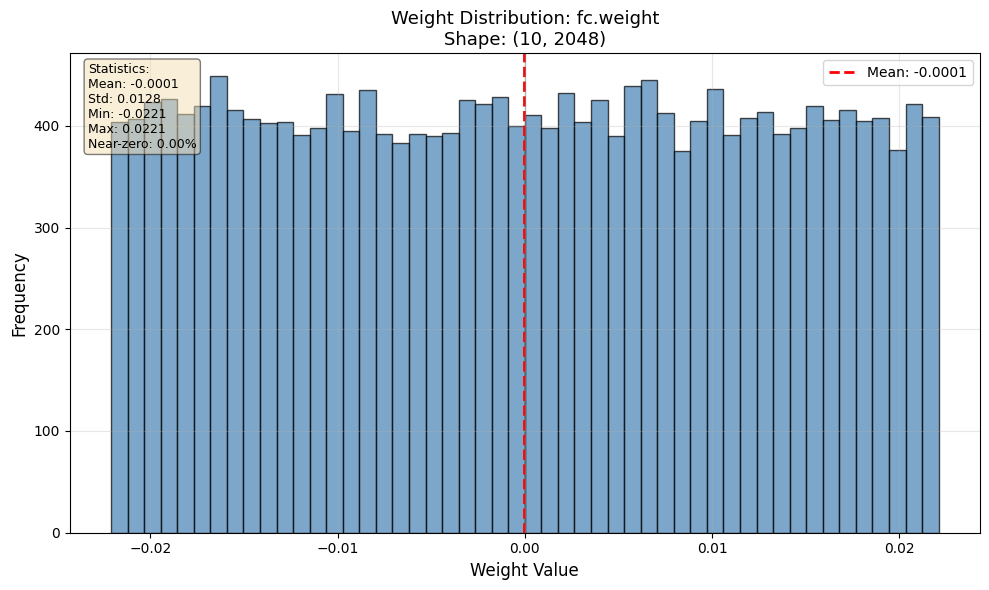 Weight Distribution: fc.weight
Shape: (10, 2048)
Statistics:
Mean: -0.0001
Std: 0.0128
Min: -0.0221
Max: 0.0221
Near-zero: 0.00%
Mean: -0.0001
Frequency
400
300
200
100
0
−0.02
−0.01
0.00
0.01
0.02
Weight Value